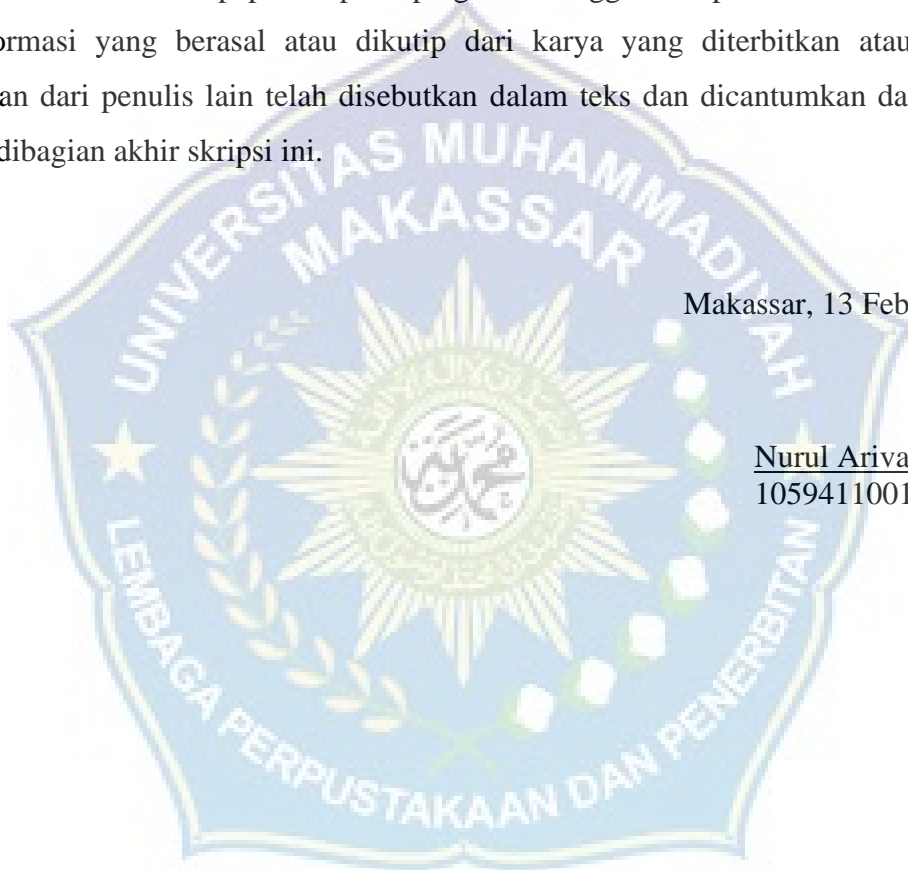 ormasi yang berasal atau dikutip dari karya yang diterbitkan atau
an dari penulis lain telah disebutkan dalam teks dan dicantumkan da
dibagian akhir skripsi ini.
UNIVERSITAS MUHAMMADIYAH
MAKASSAR
Makassar, 13 Feb
Nurul Ariva
1059411001
LEMBAGA PERPUSTAKAAN DAN PENERBITAN